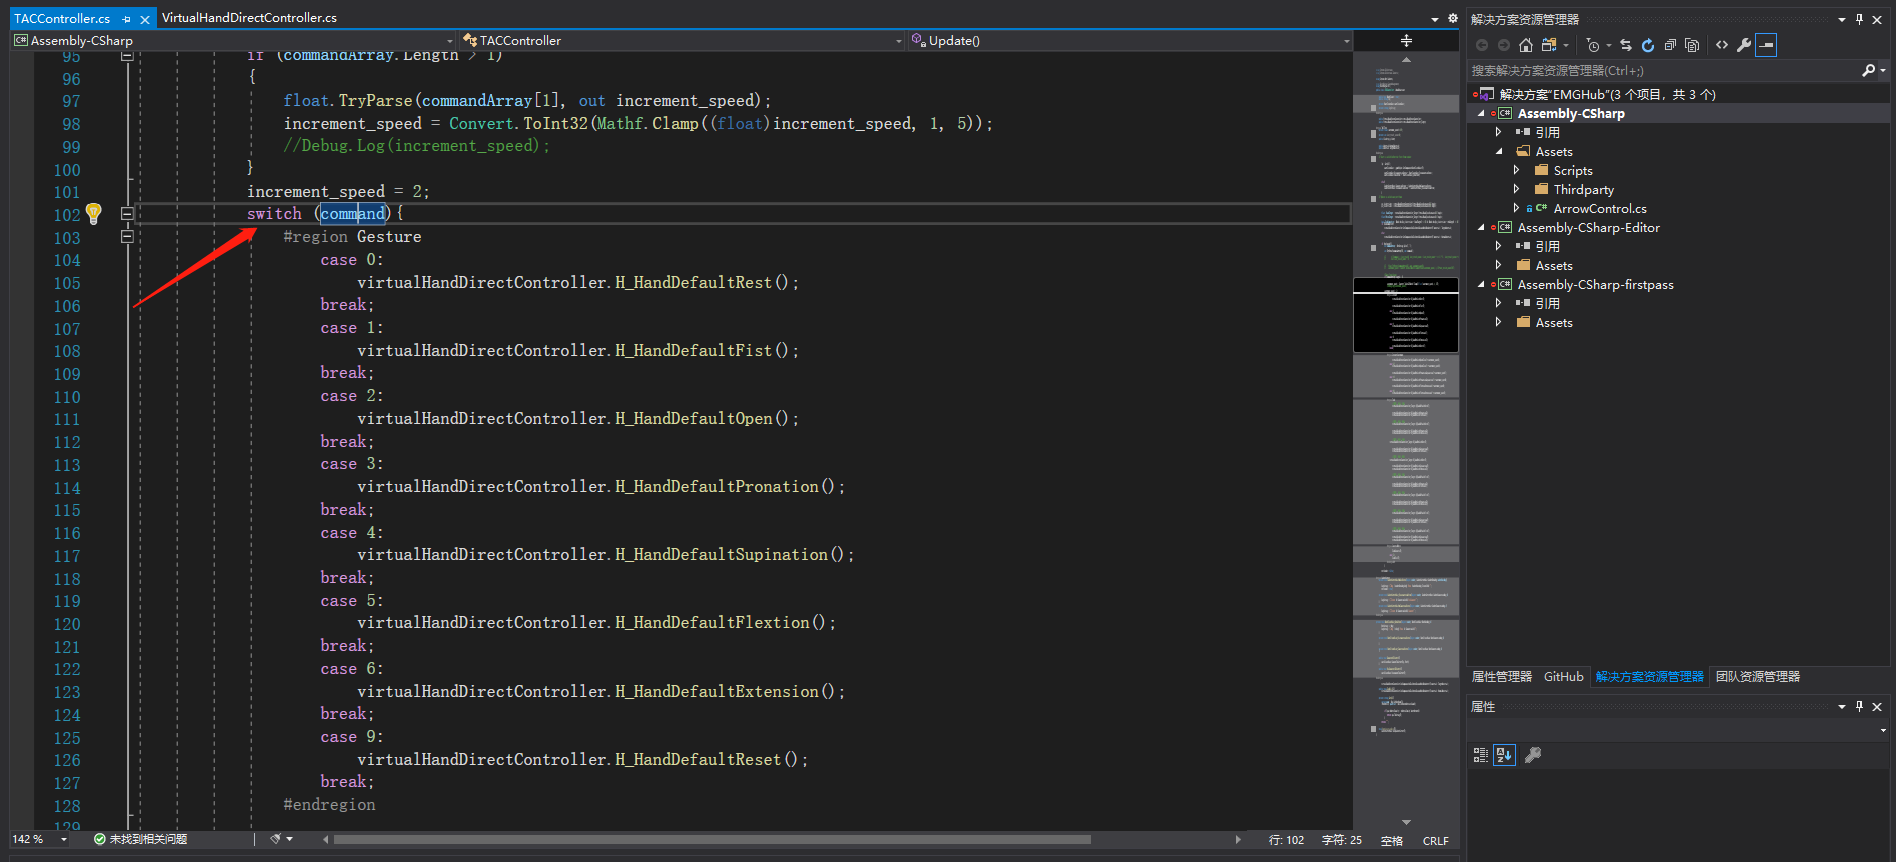 TACController.cs
VirtualHandDirectController.cs
Assembly-CSharp
TACController
Update()
95 if (commandArray.Length > 1)
96 {
97 float.TryParse(commandArray[1], out increment_speed);
98 increment_speed = Convert.ToInt32(Mathf.Clamp((float)increment_speed, 1, 5));
99 //Debug.Log(increment_speed);
100 }
101 increment_speed = 2;
102 switch (command){
103 #region Gesture
104 case 0:
105 virtualHandDirectController.H_HandDefaultRest();
106 break;
107 case 1:
108 virtualHandDirectController.H_HandDefaultFist();
109 break;
110 case 2:
111 virtualHandDirectController.H_HandDefaultOpen();
112 break;
113 case 3:
114 virtualHandDirectController.H_HandDefaultPronation();
115 break;
116 case 4:
117 virtualHandDirectController.H_HandDefaultSupination();
118 break;
119 case 5:
120 virtualHandDirectController.H_HandDefaultFlextion();
121 break;
122 case 6:
123 virtualHandDirectController.H_HandDefaultExtension();
124 break;
125 case 9:
126 virtualHandDirectController.H_HandDefaultReset();
127 break;
128 #endregion
129
142 %
未找到相关问题
行: 102
字符: 25
空格
CRLF
解决方案资源管理器
搜索解决方案资源管理器(Ctrl+;)
解决方案"EMGHub"(3 个项目，共 3 个)
Assembly-CSharp
引用
Assets
Scripts
Thirdparty
ArrowControl.cs
Assembly-CSharp-Editor
引用
Assets
Assembly-CSharp-firstpass
引用
Assets
属性管理器
GitHub
解决方案资源管理器
团队资源管理器
属性